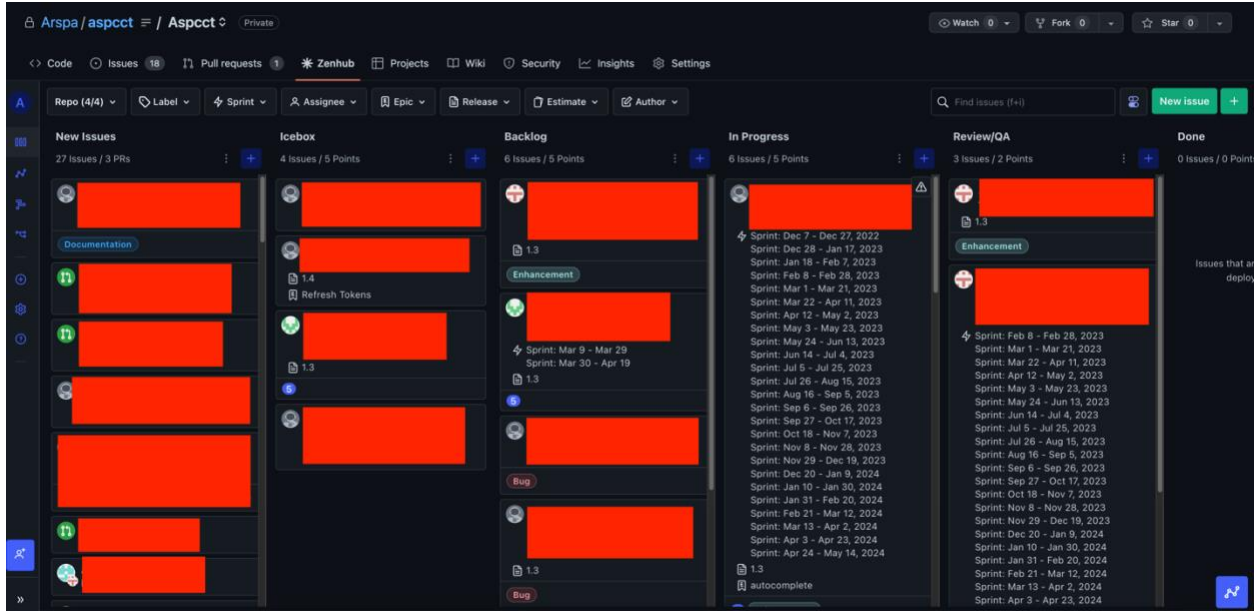 Arspa / aspcct = / Aspcct Private
Watch 0 Fork 0 Star 0
Code Issues 18 Pull requests 1 Zenhub Projects Wiki Security Insights Settings
A Repo (4/4) Label Sprint Assignee Epic Release Estimate Author Find issues (f+i) New issue +
New Issues
27 Issues / 3 PRs
Documentation
Icebox
4 Issues / 5 Points
1.4
Refresh Tokens
1.3
5
Backlog
6 Issues / 5 Points
1.3
Enhancement
Sprint: Mar 9 - Mar 29
Sprint: Mar 30 - Apr 19
1.3
5
Bug
1.3
Bug
In Progress
6 Issues / 5 Points
Sprint: Dec 7 - Dec 27, 2022
Sprint: Dec 28 - Jan 17, 2023
Sprint: Jan 18 - Feb 7, 2023
Sprint: Feb 8 - Feb 28, 2023
Sprint: Mar 1 - Mar 21, 2023
Sprint: Mar 22 - Apr 11, 2023
Sprint: Apr 12 - May 2, 2023
Sprint: May 3 - May 23, 2023
Sprint: May 24 - Jun 13, 2023
Sprint: Jun 14 - Jul 4, 2023
Sprint: Jul 5 - Jul 25, 2023
Sprint: Jul 26 - Aug 15, 2023
Sprint: Aug 16 - Sep 5, 2023
Sprint: Sep 6 - Sep 26, 2023
Sprint: Sep 27 - Oct 17, 2023
Sprint: Oct 18 - Nov 7, 2023
Sprint: Nov 8 - Nov 28, 2023
Sprint: Nov 29 - Dec 19, 2023
Sprint: Dec 20 - Jan 9, 2024
Sprint: Jan 10 - Jan 30, 2024
Sprint: Jan 31 - Feb 20, 2024
Sprint: Feb 21 - Mar 12, 2024
Sprint: Mar 13 - Apr 2, 2024
Sprint: Apr 3 - Apr 23, 2024
Sprint: Apr 24 - May 14, 2024
1.3
autocomplete
Review/QA
3 Issues / 2 Points
1.3
Enhancement
Sprint: Feb 8 - Feb 28, 2023
Sprint: Mar 1 - Mar 21, 2023
Sprint: Mar 22 - Apr 11, 2023
Sprint: Apr 12 - May 2, 2023
Sprint: May 3 - May 23, 2023
Sprint: May 24 - Jun 13, 2023
Sprint: Jun 14 - Jul 4, 2023
Sprint: Jul 5 - Jul 25, 2023
Sprint: Jul 26 - Aug 15, 2023
Sprint: Aug 16 - Sep 5, 2023
Sprint: Sep 6 - Sep 26, 2023
Sprint: Sep 27 - Oct 17, 2023
Sprint: Oct 18 - Nov 7, 2023
Sprint: Nov 8 - Nov 28, 2023
Sprint: Nov 29 - Dec 19, 2023
Sprint: Dec 20 - Jan 9, 2024
Sprint: Jan 10 - Jan 30, 2024
Sprint: Jan 31 - Feb 20, 2024
Sprint: Feb 21 - Mar 12, 2024
Sprint: Mar 13 - Apr 2, 2024
Sprint: Apr 3 - Apr 23, 2024
Done
0 Issues / 0 Point
Issues that ar
deploy